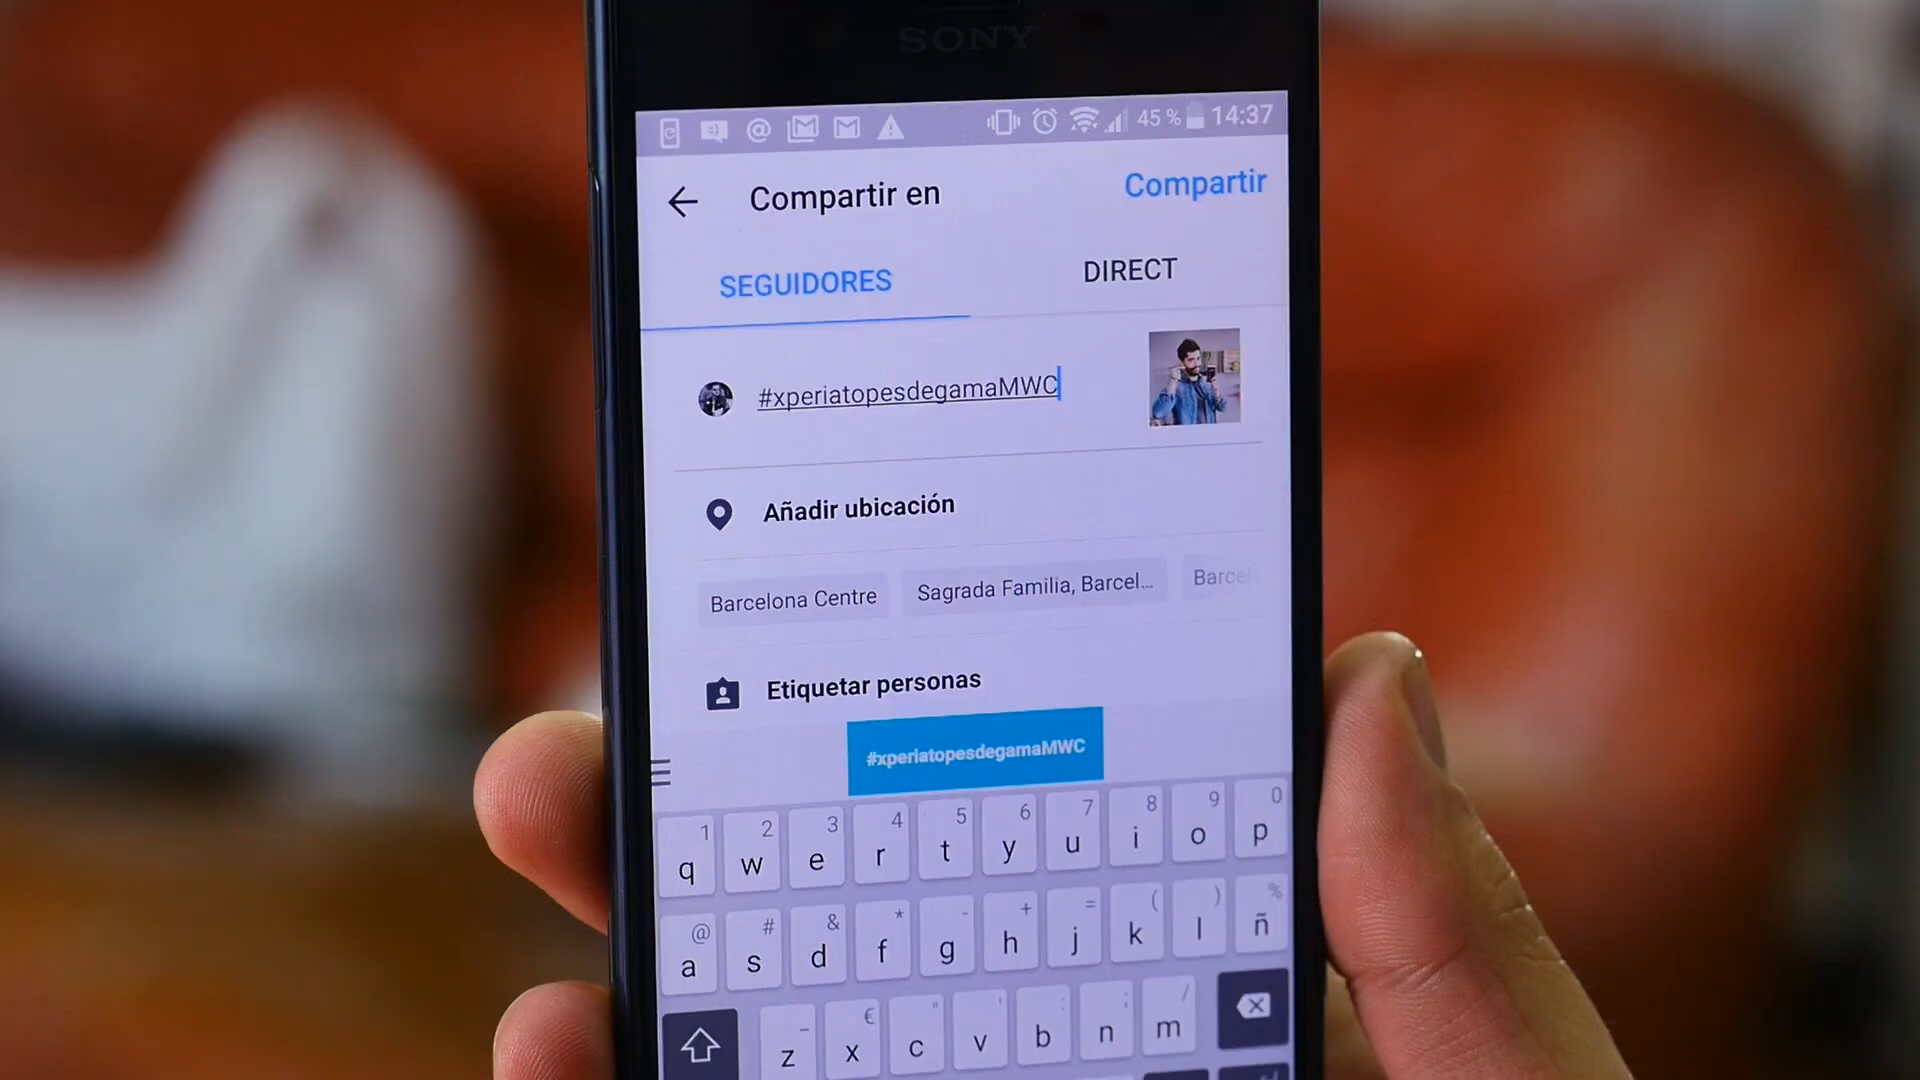 SONY
45 % 14:37
Compartir en Compartir
SEGUIDORES DIRECT
#xperiatopesdegamaMWC
Añadir ubicación
Barcelona Centre Sagrada Familia, Barcel... Barcel
Etiquetar personas
#xperiatopesdegamaMWC
1 2 3 4 5 6 7 8 9 0
q w e r t y u i o p
@ # & * - + = ( ) %
a s d f g h j k l ñ
_ € " ' : ; /
z x c v b n m